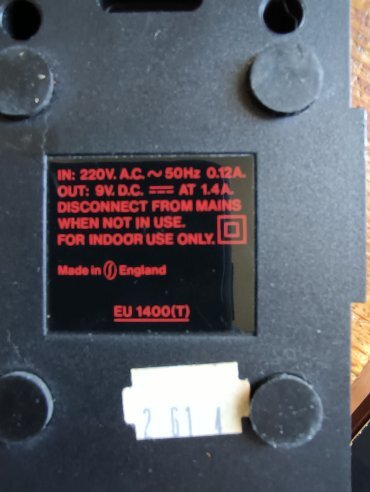 IN: 220V. A.C. ~ 50Hz 0.12A.
OUT: 9V. D.C. ⎓ AT 1.4A.
DISCONNECT FROM MAINS
WHEN NOT IN USE.
FOR INDOOR USE ONLY.
Made in England
EU 1400(T)
2 61 4